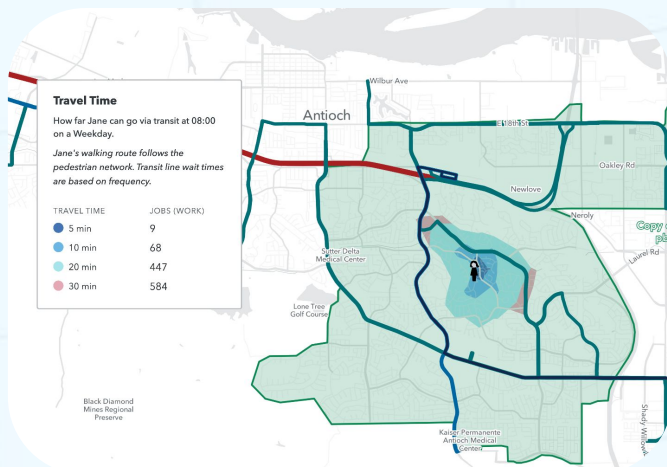 Travel Time
How far Jane can go via transit at 08:00
on a Weekday.
Jane's walking route follows the
pedestrian network. Transit line wait times
are based on frequency.
TRAVEL TIME JOBS (WORK)
5 min 9
10 min 68
20 min 447
30 min 584
Wilbur Ave
Antioch
E 18th St
Oakley Rd
Newlove
Neroly
Copy
Laurel Rd
Sutter Delta
Medical Center
Lone Tree
Golf Course
Black Diamond
Mines Regional
Preserve
Kaiser Permanente
Antioch Medical
Center
Shady Willow